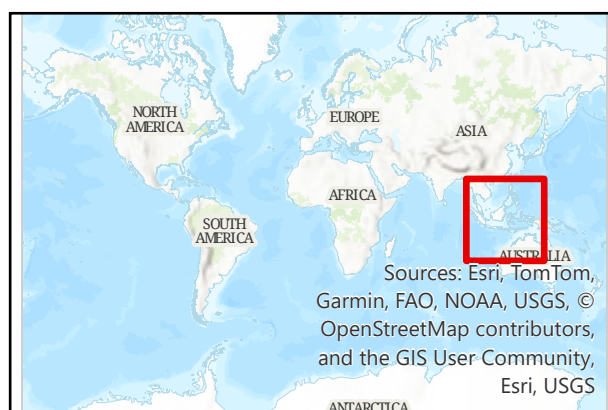 NORTH
AMERICA
EUROPE
ASIA
AFRICA
SOUTH
AMERICA
AUSTRALIA
Sources: Esri, TomTom,
Garmin, FAO, NOAA, USGS, ©
OpenStreetMap contributors,
and the GIS User Community,
Esri, USGS
ANTARCTICA